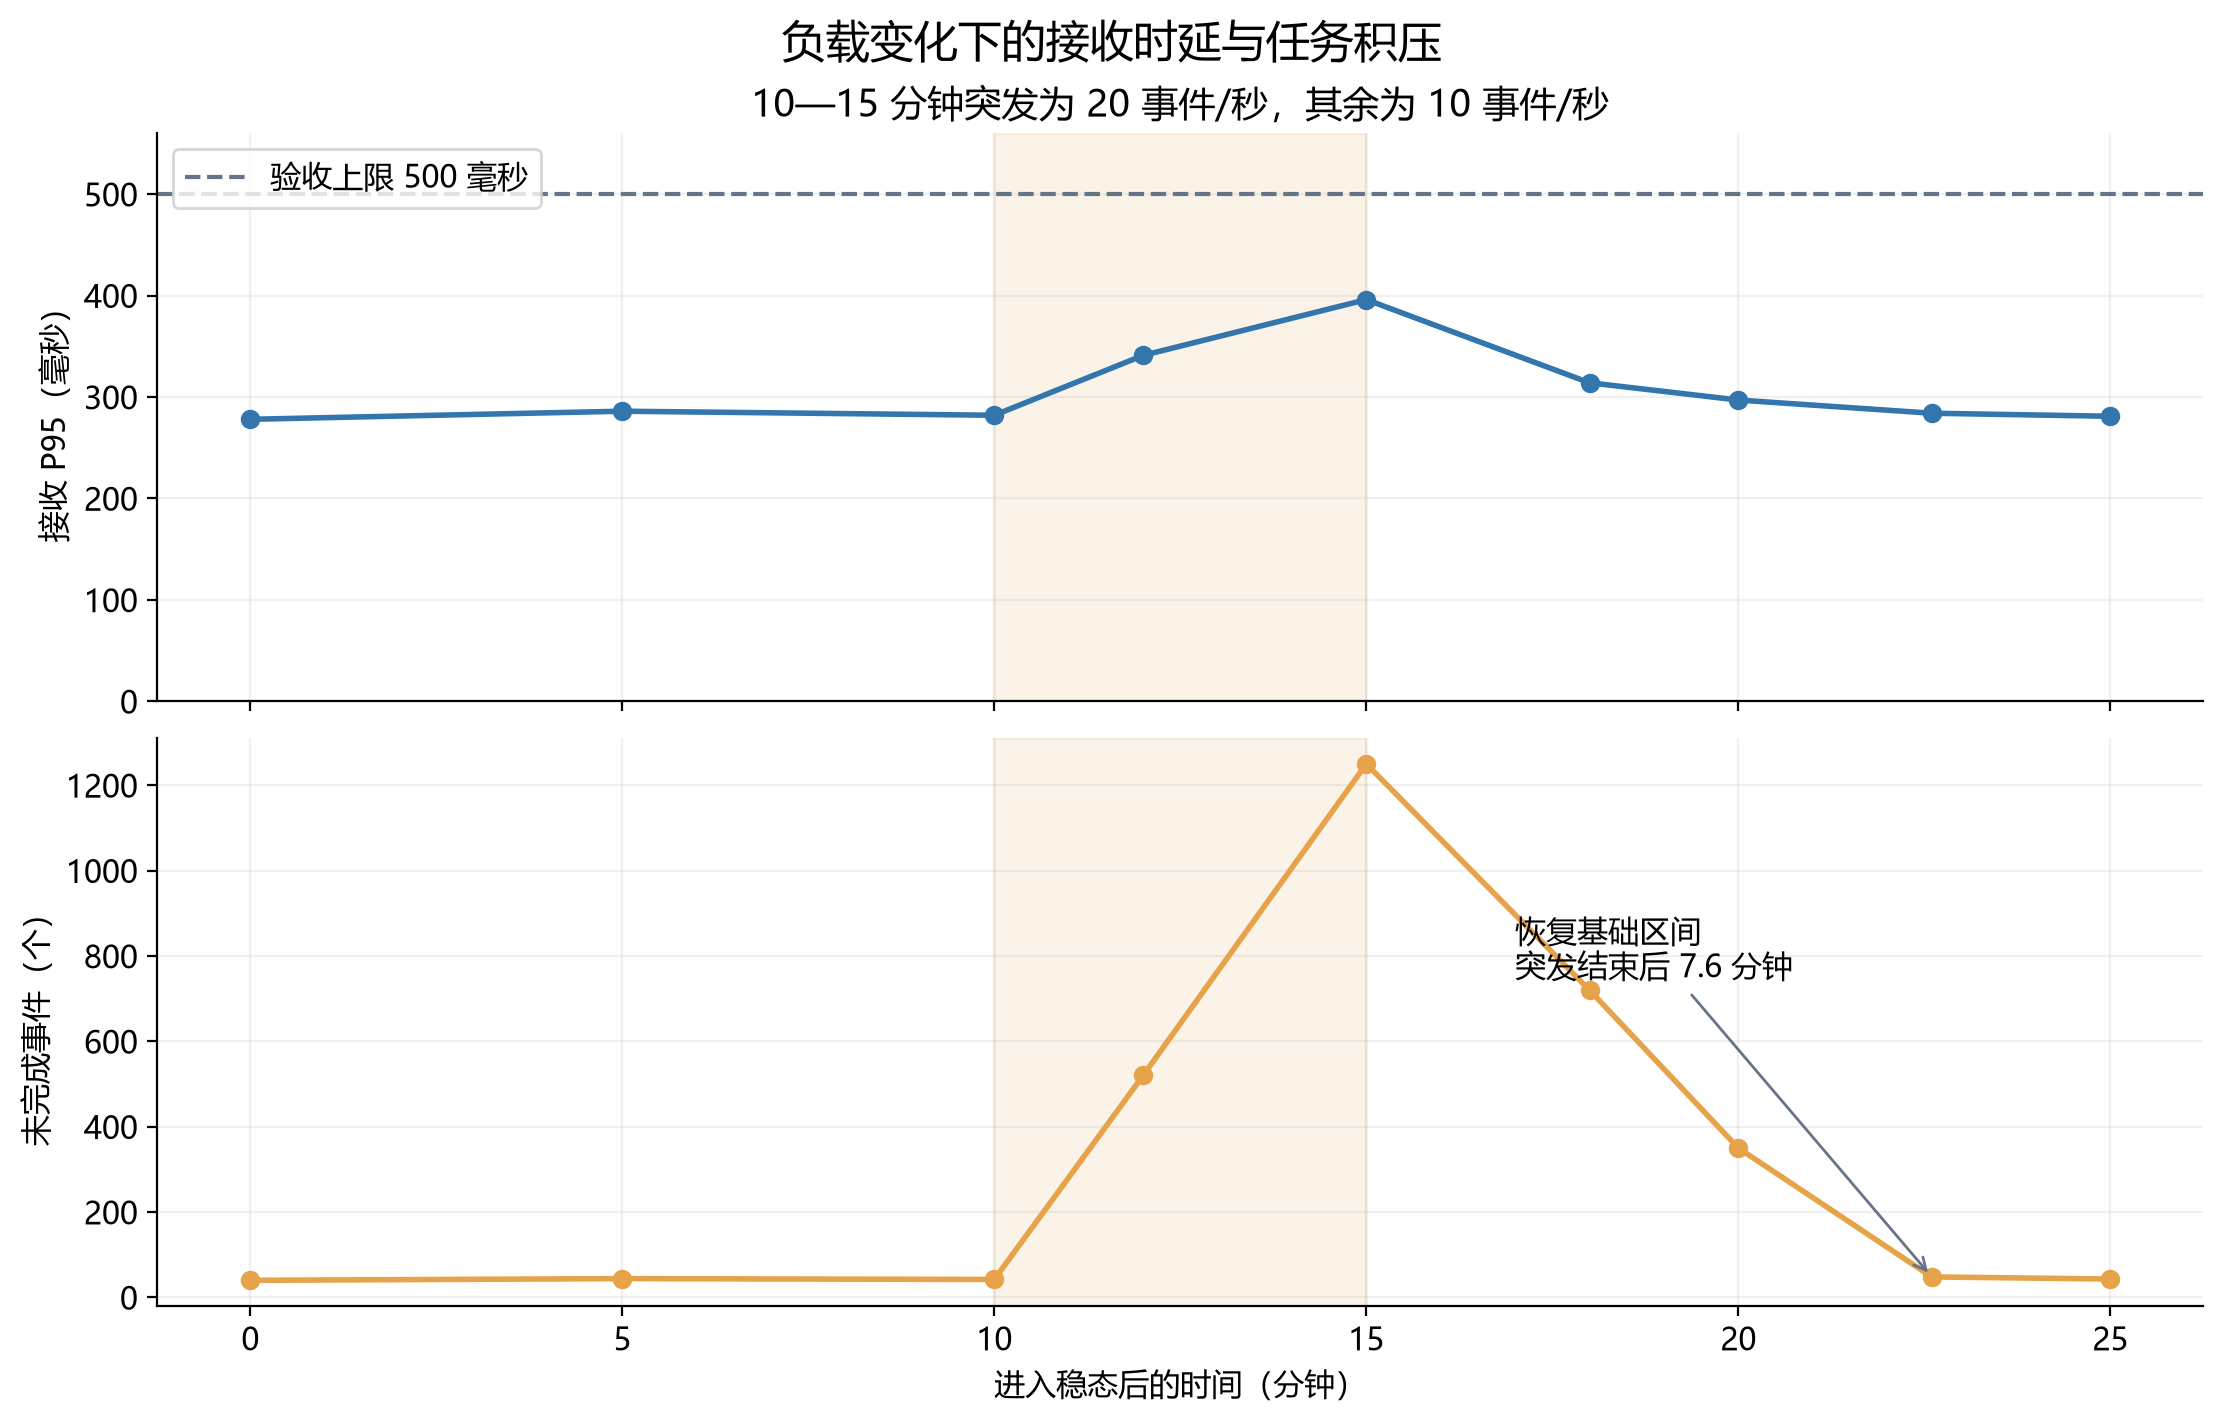 负载变化下的接收时延与任务积压
10—15 分钟突发为 20 事件/秒，其余为 10 事件/秒
验收上限 500 毫秒
接收 P95（毫秒）
500
400
300
200
100
0
未完成事件（个）
1200
1000
800
600
400
200
0
恢复基础区间
突发结束后 7.6 分钟
0 5 10 15 20 25
进入稳态后的时间（分钟）